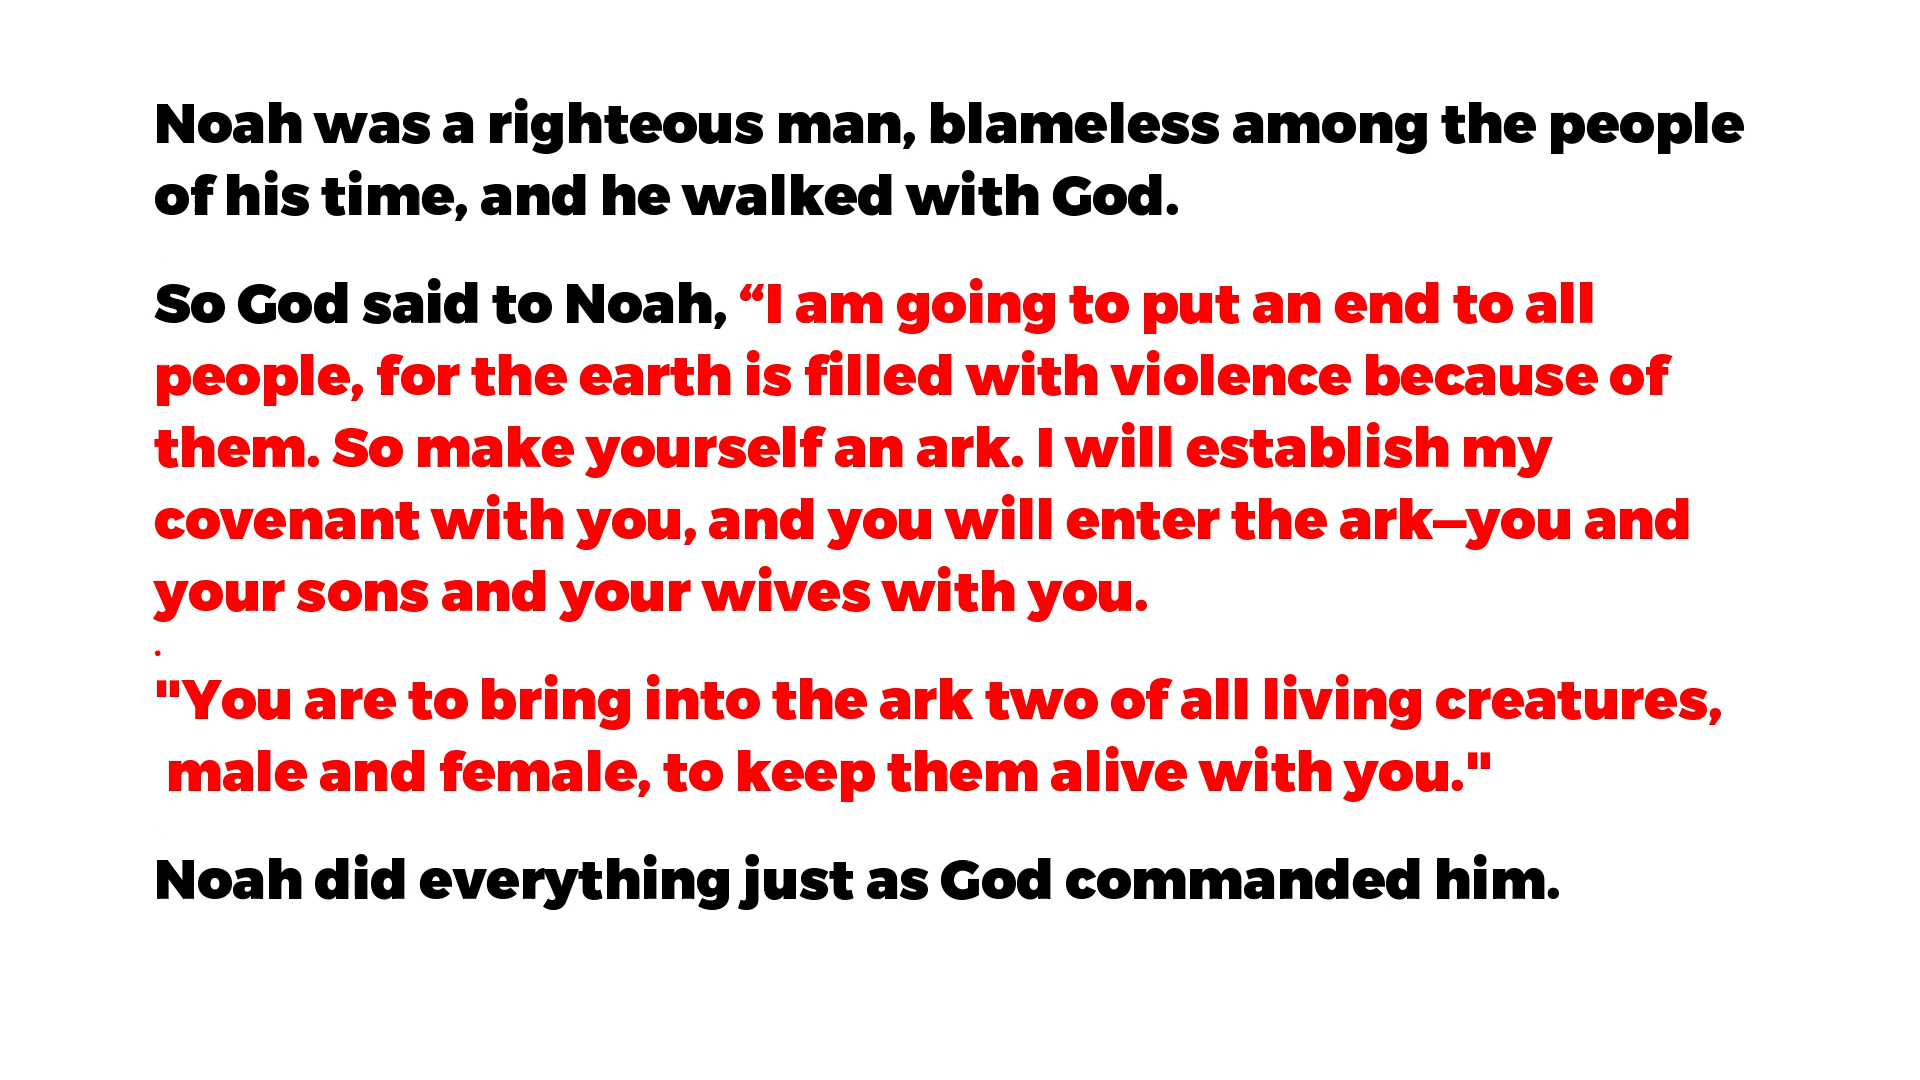 Noah was a righteous man, blameless among the people
of his time, and he walked with God.
So God said to Noah, “I am going to put an end to all
people, for the earth is filled with violence because of
them. So make yourself an ark. I will establish my
covenant with you, and you will enter the ark—you and
your sons and your wives with you.
.
"You are to bring into the ark two of all living creatures,
male and female, to keep them alive with you."
Noah did everything just as God commanded him.